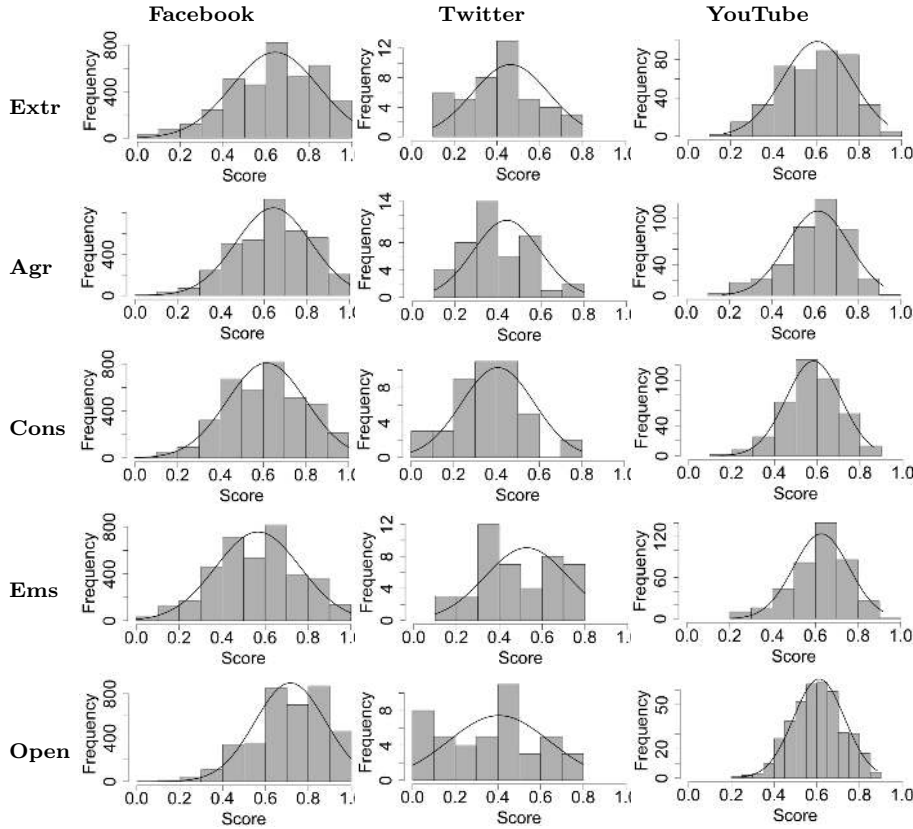 Facebook Twitter YouTube
Extr
Frequency 0 400 800
0.0 0.2 0.4 0.6 0.8 1.0
Score
Frequency 0 4 8 12
0.0 0.2 0.4 0.6 0.8 1.0
Score
Frequency 0 40 80
0.0 0.2 0.4 0.6 0.8 1.0
Score
Agr
Frequency 0 400
0.0 0.2 0.4 0.6 0.8 1.0
Score
Frequency 0 4 8 14
0.0 0.2 0.4 0.6 0.8 1.0
Score
Frequency 0 40 100
0.0 0.2 0.4 0.6 0.8 1.0
Score
Cons
Frequency 0 400 800
0.0 0.2 0.4 0.6 0.8 1.0
Score
Frequency 0 4 8
0.0 0.2 0.4 0.6 0.8 1.0
Score
Frequency 0 40 100
0.0 0.2 0.4 0.6 0.8 1.0
Score
Ems
Frequency 0 400 800
0.0 0.2 0.4 0.6 0.8 1.0
Score
Frequency 0 4 8 12
0.0 0.2 0.4 0.6 0.8 1.0
Score
Frequency 0 60 120
0.0 0.2 0.4 0.6 0.8 1.0
Score
Open
Frequency 0 400 800
0.0 0.2 0.4 0.6 0.8 1.0
Score
Frequency 0 4 8
0.0 0.2 0.4 0.6 0.8 1.0
Score
Frequency 0 20 50
0.0 0.2 0.4 0.6 0.8 1.0
Score